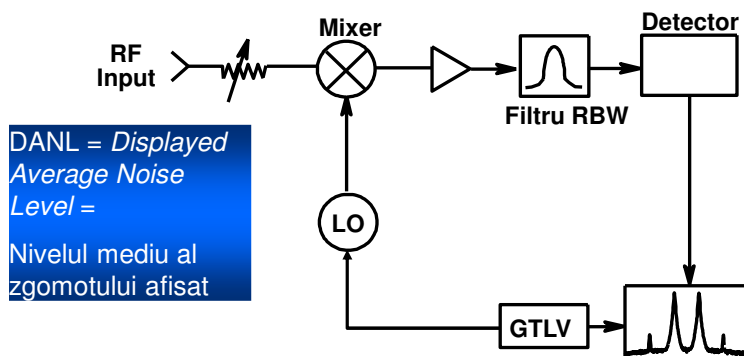 Mixer
Detector
RF
Input
Filtru RBW
DANL = Displayed
Average Noise
Level =
Nivelul mediu al
zgomotului afisat
LO
GTLV